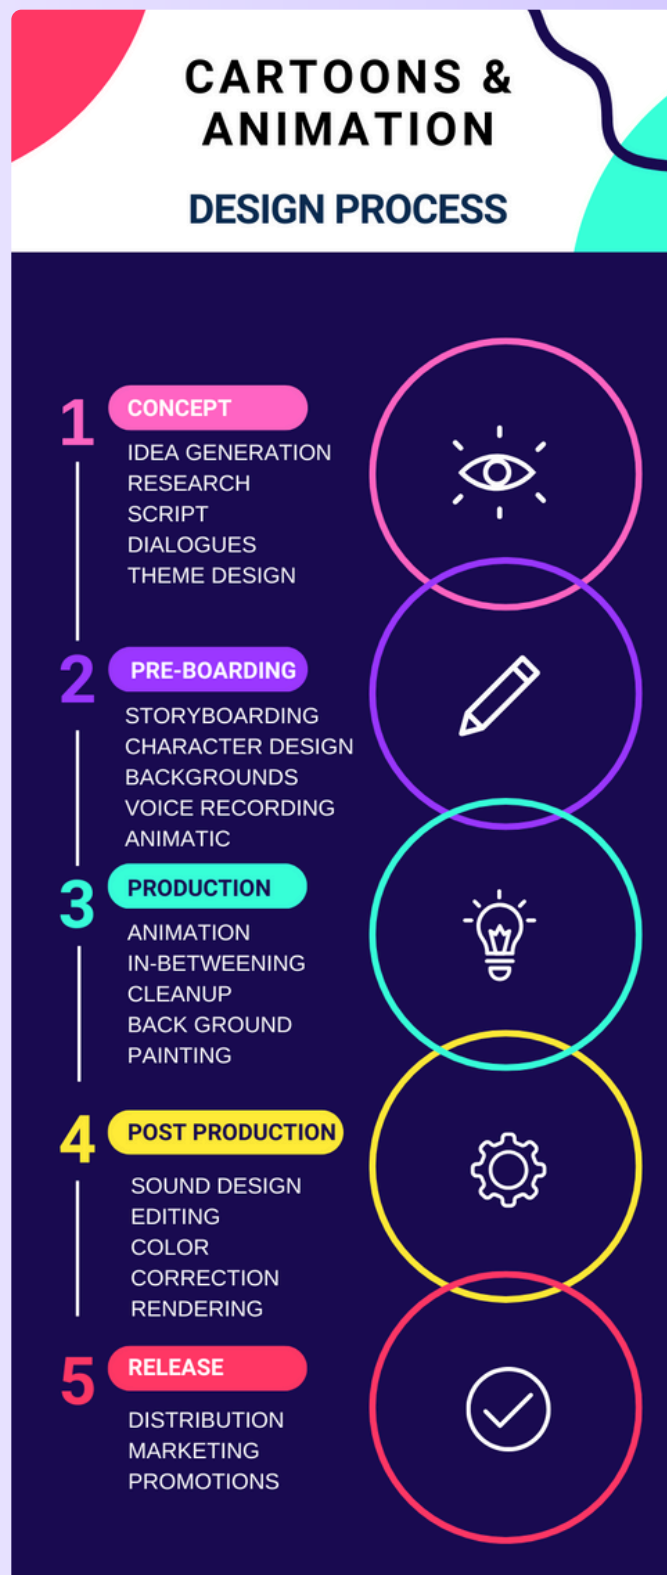 CARTOONS &
ANIMATION
DESIGN PROCESS
1
CONCEPT
IDEA GENERATION
RESEARCH
SCRIPT
DIALOGUES
THEME DESIGN
2
PRE-BOARDING
STORYBOARDING
CHARACTER DESIGN
BACKGROUNDS
VOICE RECORDING
ANIMATIC
3
PRODUCTION
ANIMATION
IN-BETWEENING
CLEANUP
BACK GROUND
PAINTING
4
POST PRODUCTION
SOUND DESIGN
EDITING
COLOR
CORRECTION
RENDERING
5
RELEASE
DISTRIBUTION
MARKETING
PROMOTIONS